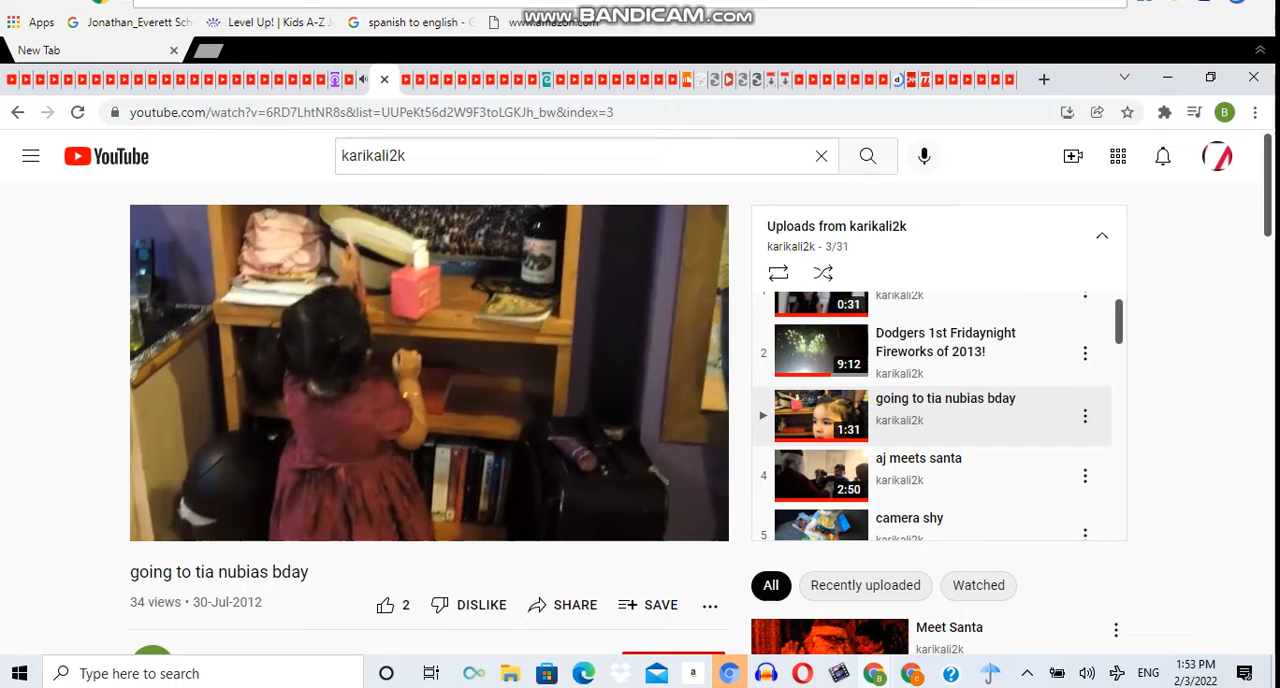 www.BANDICAM.com
Apps Jonathan_Everett Sch Level Up! | Kids A-Z spanish to english - www.amazon.com
New Tab
youtube.com/watch?v=6RD7LhtNR8s&list=UUPeKt56d2W9F3toLGKJh_bw&index=3 B
YouTube karikali2k
Uploads from karikali2k
karikali2k - 3/31
0:31 karikali2k
2 9:12 Dodgers 1st Fridaynight
Fireworks of 2013!
karikali2k
1:31 going to tia nubias bday
karikali2k
4 2:50 aj meets santa
karikali2k
5 camera shy
karikali2k
going to tia nubias bday
34 views • 30-Jul-2012
2 DISLIKE SHARE SAVE
All Recently uploaded Watched
Meet Santa
karikali2k
Type here to search
a
ENG
1:53 PM
2/3/2022